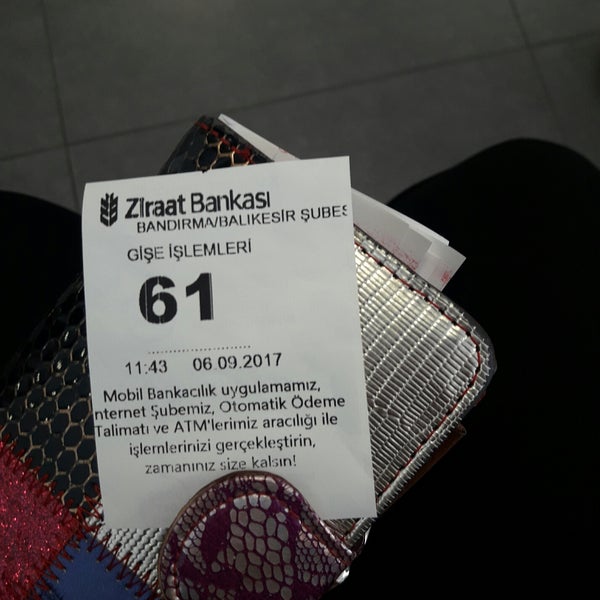 Ziraat Bankası
BANDIRMA/BALIKESİR ŞUBES
GİŞE İŞLEMLERİ
61
11:43 06.09.2017
Mobil Bankacılık uygulamamız,
nternet Şubemiz, Otomatik Ödeme
Talimatı ve ATM'lerimiz aracılığı ile
işlemlerinizi gerçekleştirin,
zamanınız size kalsın!